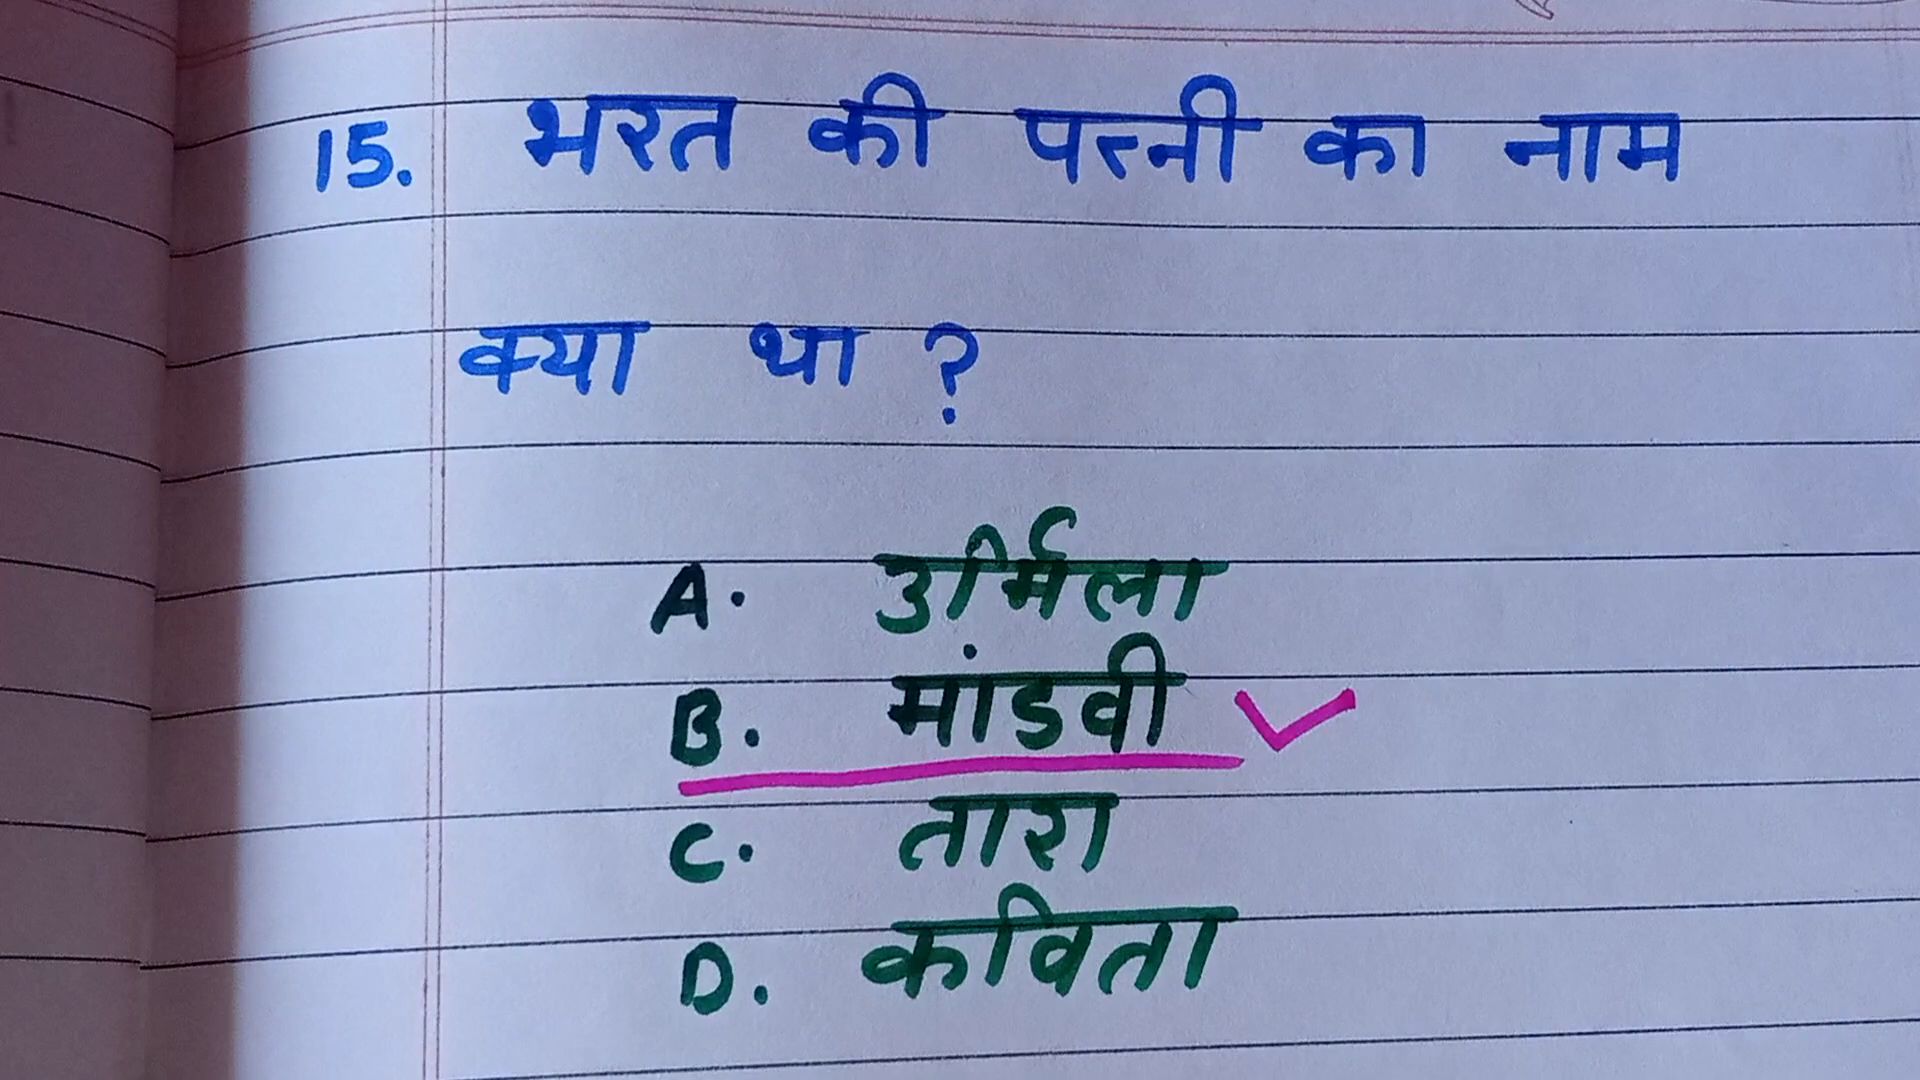 15. भरत की पत्नी का नाम
क्या था ?
A. उर्मिला
B. मांडवी
C. तारा
D. कविता